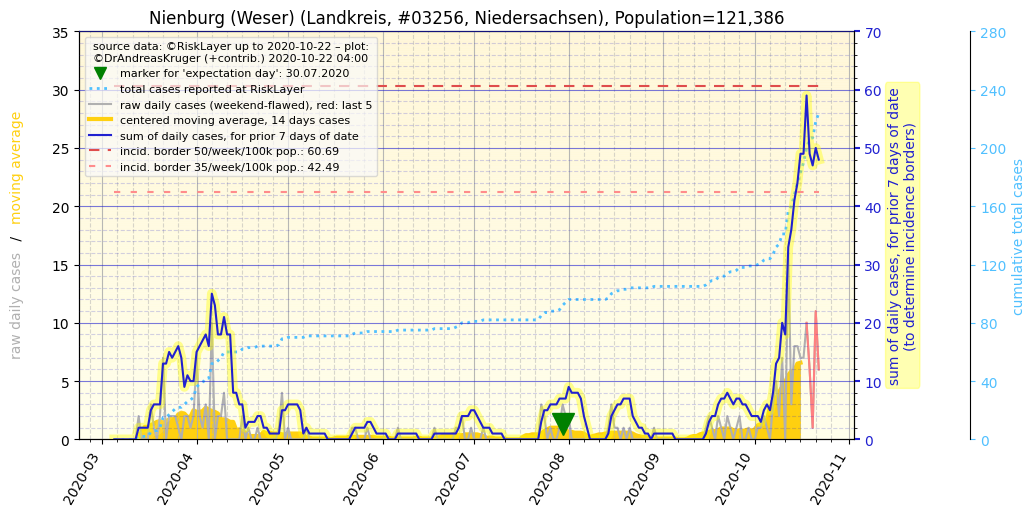 Nienburg (Weser) (Landkreis, #03256, Niedersachsen), Population=121,386
source data: ©RiskLayer up to 2020-10-22 – plot:
©DrAndreasKruger (+contrib.) 2020-10-22 04:00
marker for 'expectation day': 30.07.2020
total cases reported at RiskLayer
raw daily cases (weekend-flawed), red: last 5
centered moving average, 14 days cases
sum of daily cases, for prior 7 days of date
incid. border 50/week/100k pop.: 60.69
incid. border 35/week/100k pop.: 42.49
raw daily cases / moving average
35
30
25
20
15
10
5
0
70
60
50
40
30
20
10
0
sum of daily cases, for prior 7 days of date
(to determine incidence borders)
280
240
200
160
120
80
40
0
cumulative total cases
2020-03
2020-04
2020-05
2020-06
2020-07
2020-08
2020-09
2020-10
2020-11